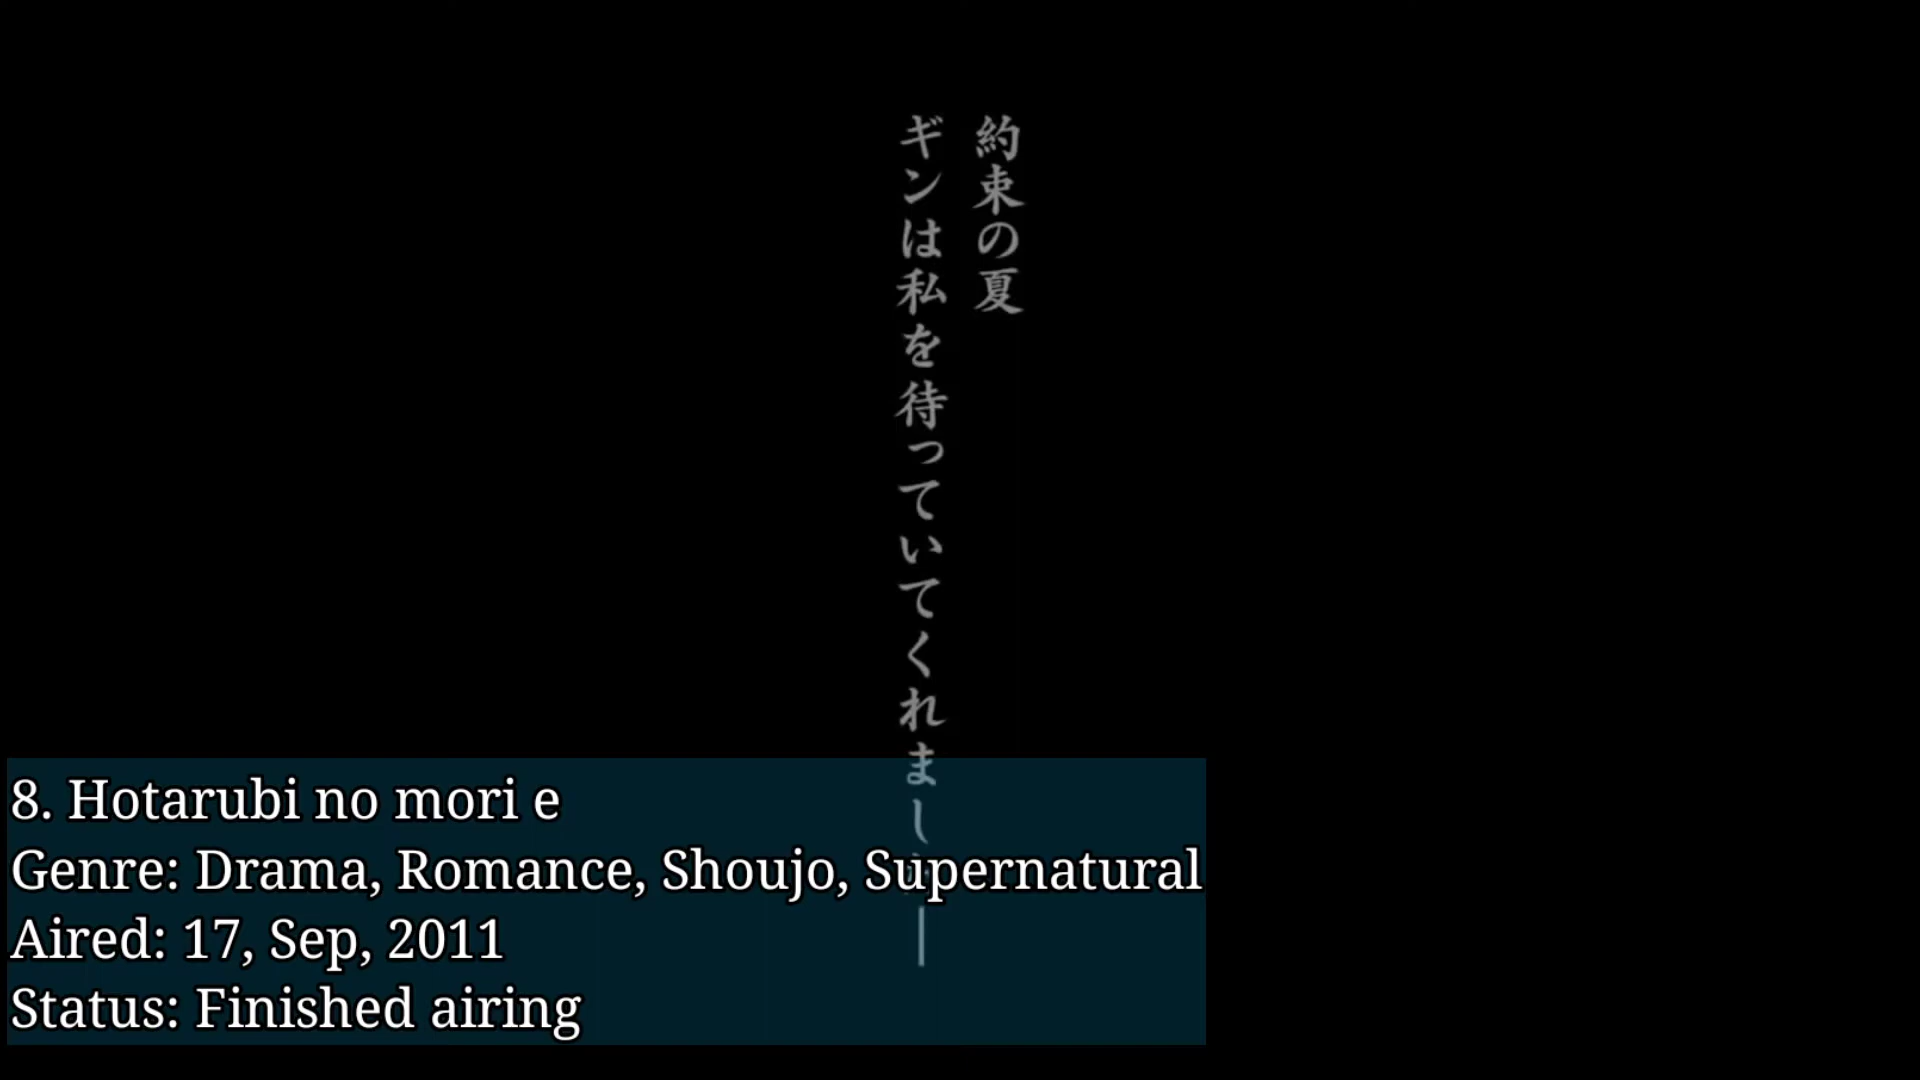 約束の夏
ギンは私を待っていてくれまし
8. Hotarubi no mori e
Genre: Drama, Romance, Shoujo, Supernatural
Aired: 17, Sep, 2011
Status: Finished airing